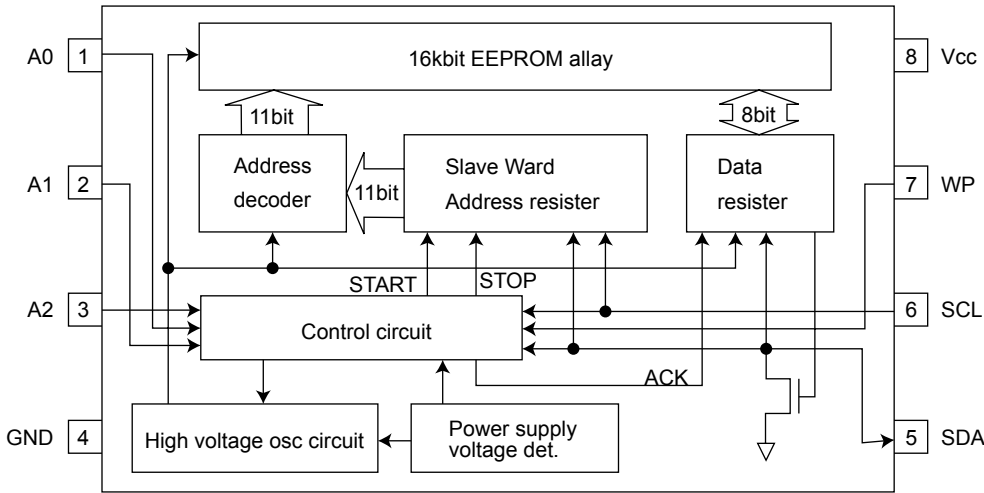 A0 1
16kbit EEPROM allay
8 Vcc
11bit
8bit
A1 2
Address
decoder
11bit
Slave Ward
Address resister
Data
resister
7 WP
START
STOP
A2 3
Control circuit
6 SCL
ACK
GND 4
High voltage osc circuit
Power supply
voltage det.
5 SDA